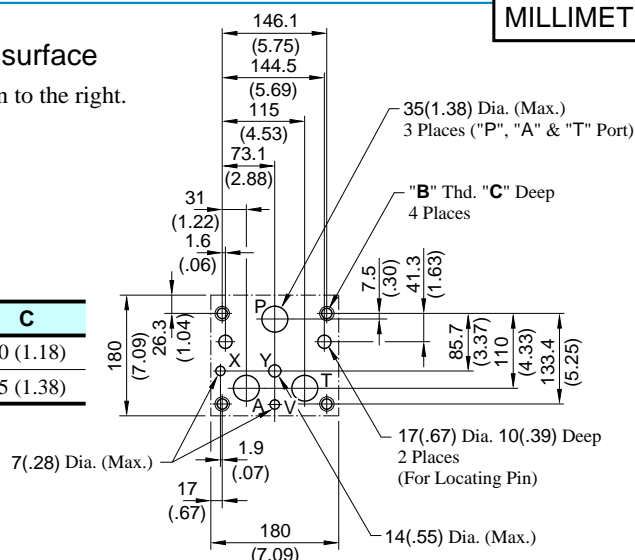 MILLIMET
surface
n to the right.
146.1
(5.75)
144.5
(5.69)
115
(4.53)
73.1
(2.88)
31
(1.22)
1.6
(.06)
35(1.38) Dia. (Max.)
3 Places ("P", "A" & "T" Port)
"B" Thd. "C" Deep
4 Places
7.5
(.30)
41.3
(1.63)
C
0 (1.18)
5 (1.38)
180
(7.09)
26.3
(1.04)
P
X
Y
T
A
V
85.7
(3.37)
110
(4.33)
133.4
(5.25)
7(.28) Dia. (Max.)
1.9
(.07)
17
(.67)
180
(7.09)
17(.67) Dia. 10(.39) Deep
2 Places
(For Locating Pin)
14(.55) Dia. (Max.)